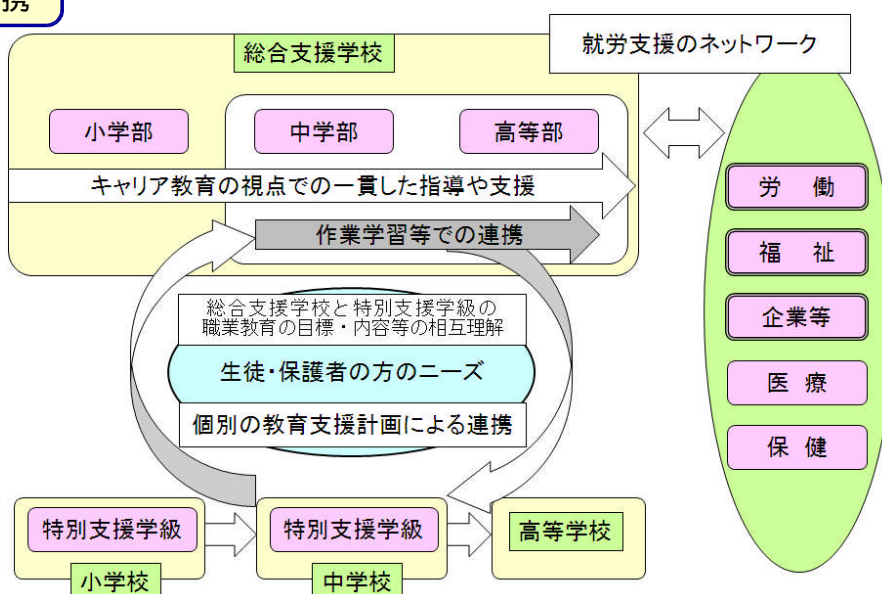 携
総合支援学校
就労支援のネットワーク
小学部
中学部
高等部
キャリア教育の視点での一貫した指導や支援
作業学習等での連携
総合支援学校と特別支援学級の
職業教育の目標・内容等の相互理解
生徒・保護者の方のニーズ
個別の教育支援計画による連携
労　働
福　祉
企業等
医 療
保 健
特別支援学級
特別支援学級
高等学校
小学校
中学校